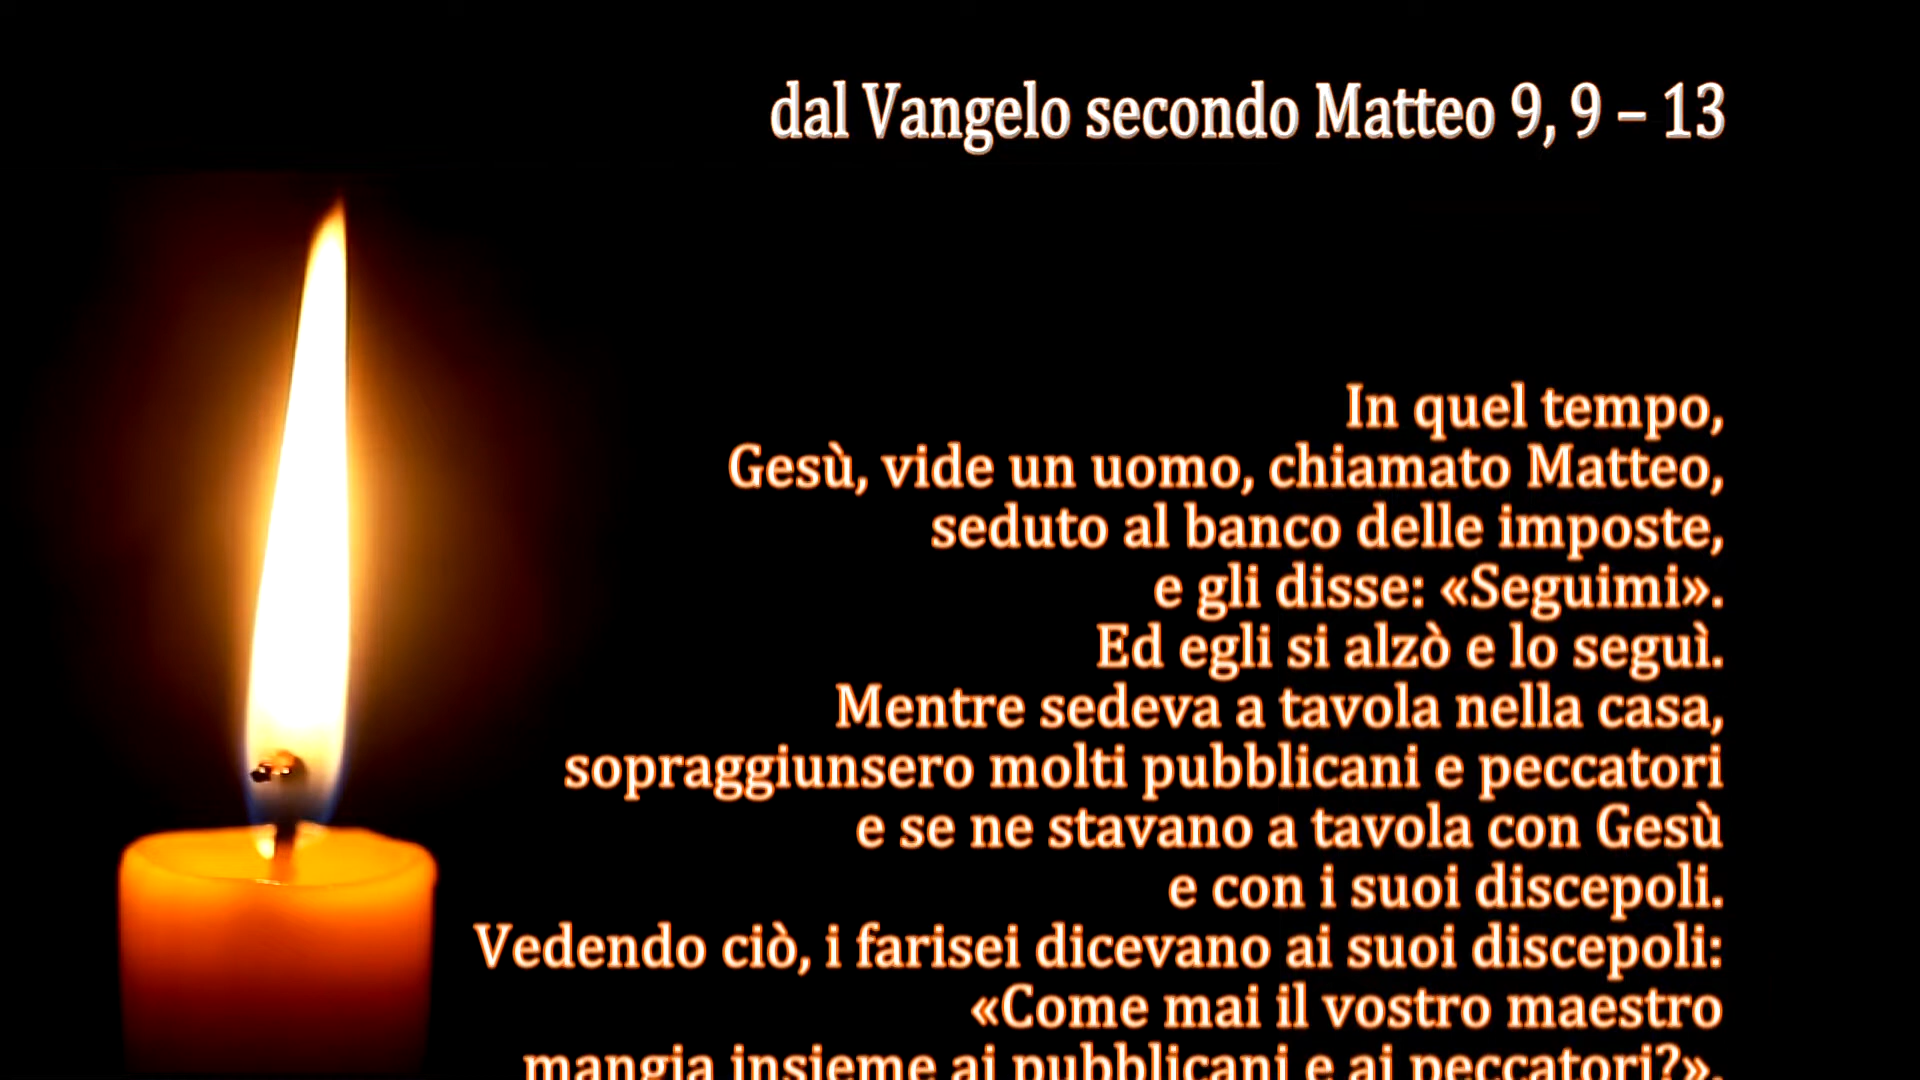 dal Vangelo secondo Matteo 9, 9 – 13
In quel tempo,
Gesù, vide un uomo, chiamato Matteo,
seduto al banco delle imposte,
e gli disse: «Seguimi».
Ed egli si alzò e lo seguì.
Mentre sedeva a tavola nella casa,
sopraggiunsero molti pubblicani e peccatori
e se ne stavano a tavola con Gesù
e con i suoi discepoli.
Vedendo ciò, i farisei dicevano ai suoi discepoli:
«Come mai il vostro maestro
mangia insieme ai pubblicani e ai peccatori?».